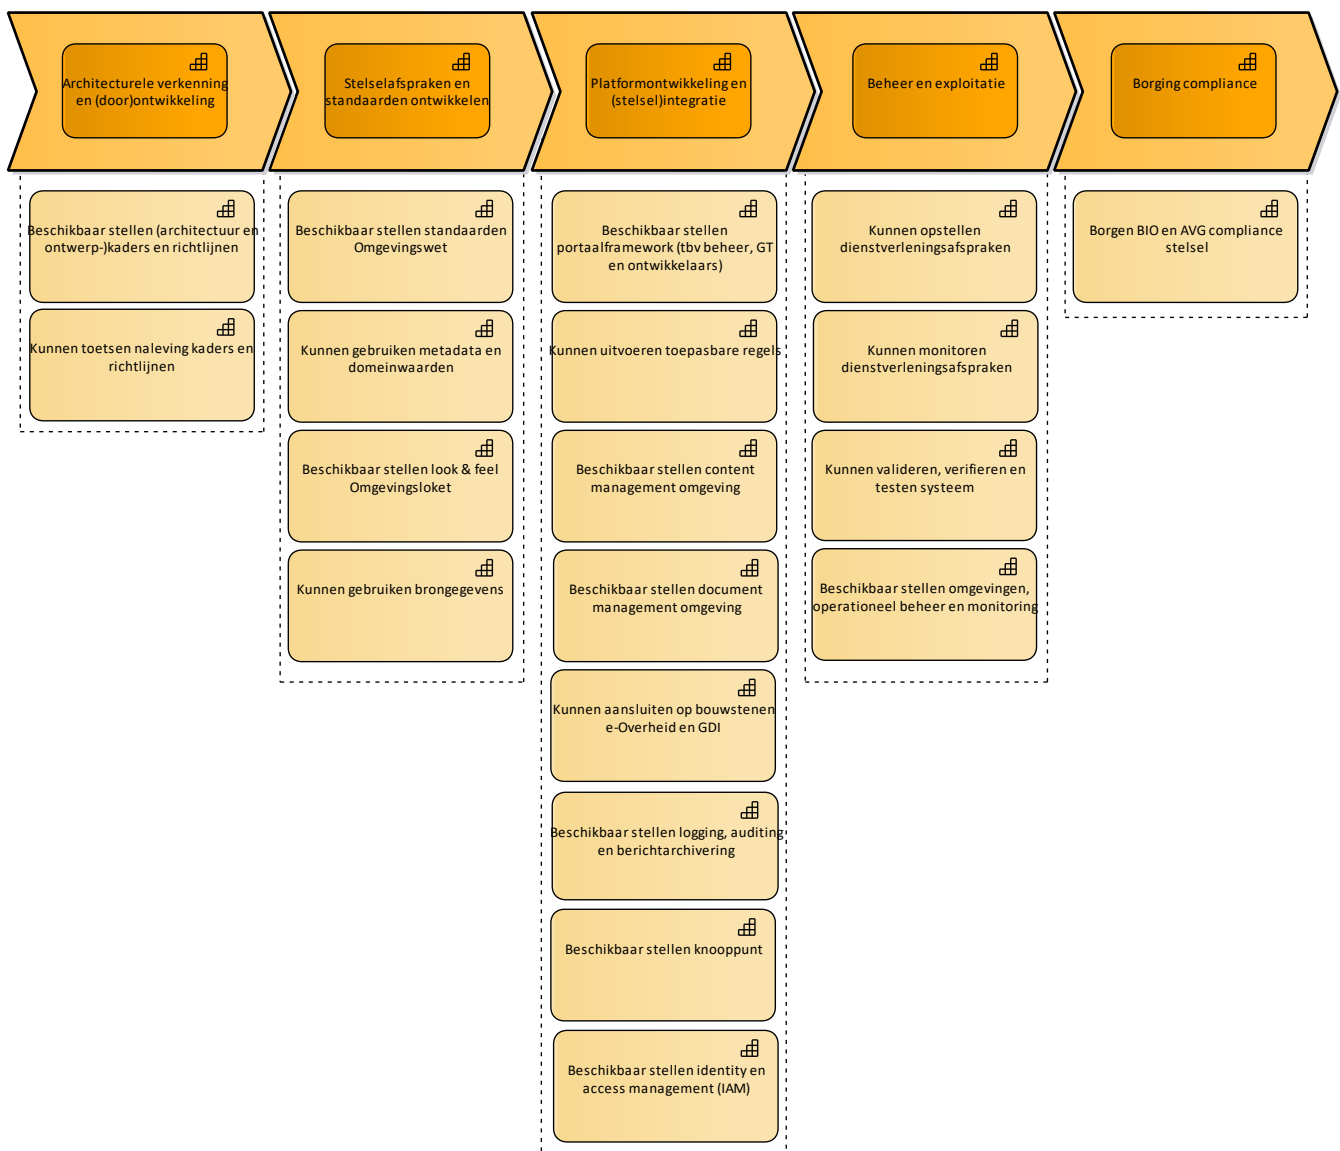 Architecturele verkenning
en (door)ontwikkeling
Stelselafspraken en
standaarden ontwikkelen
Platformontwikkeling en
(stelsel)integratie
Beheer en exploitatie
Borging compliance
Beschikbaar stellen (architectuur en
ontwerp-)kaders en richtlijnen
Kunnen toetsen naleving kaders en
richtlijnen
Beschikbaar stellen standaarden
Omgevingswet
Kunnen gebruiken metadata en
domeinwaarden
Beschikbaar stellen look & feel
Omgevingsloket
Kunnen gebruiken brongegevens
Beschikbaar stellen
portaalframework (tbv beheer, GT
en ontwikkelaars)
Kunnen uitvoeren toepasbare regels
Beschikbaar stellen content
management omgeving
Beschikbaar stellen document
management omgeving
Kunnen aansluiten op bouwstenen
e-Overheid en GDI
Beschikbaar stellen logging, auditing
en berichtarchivering
Beschikbaar stellen knooppunt
Beschikbaar stellen identity en
access management (IAM)
Kunnen opstellen
dienstverleningsafspraken
Kunnen monitoren
dienstverleningsafspraken
Kunnen valideren, verifieren en
testen systeem
Beschikbaar stellen omgevingen,
operationeel beheer en monitoring
Borgen BIO en AVG compliance
stelsel